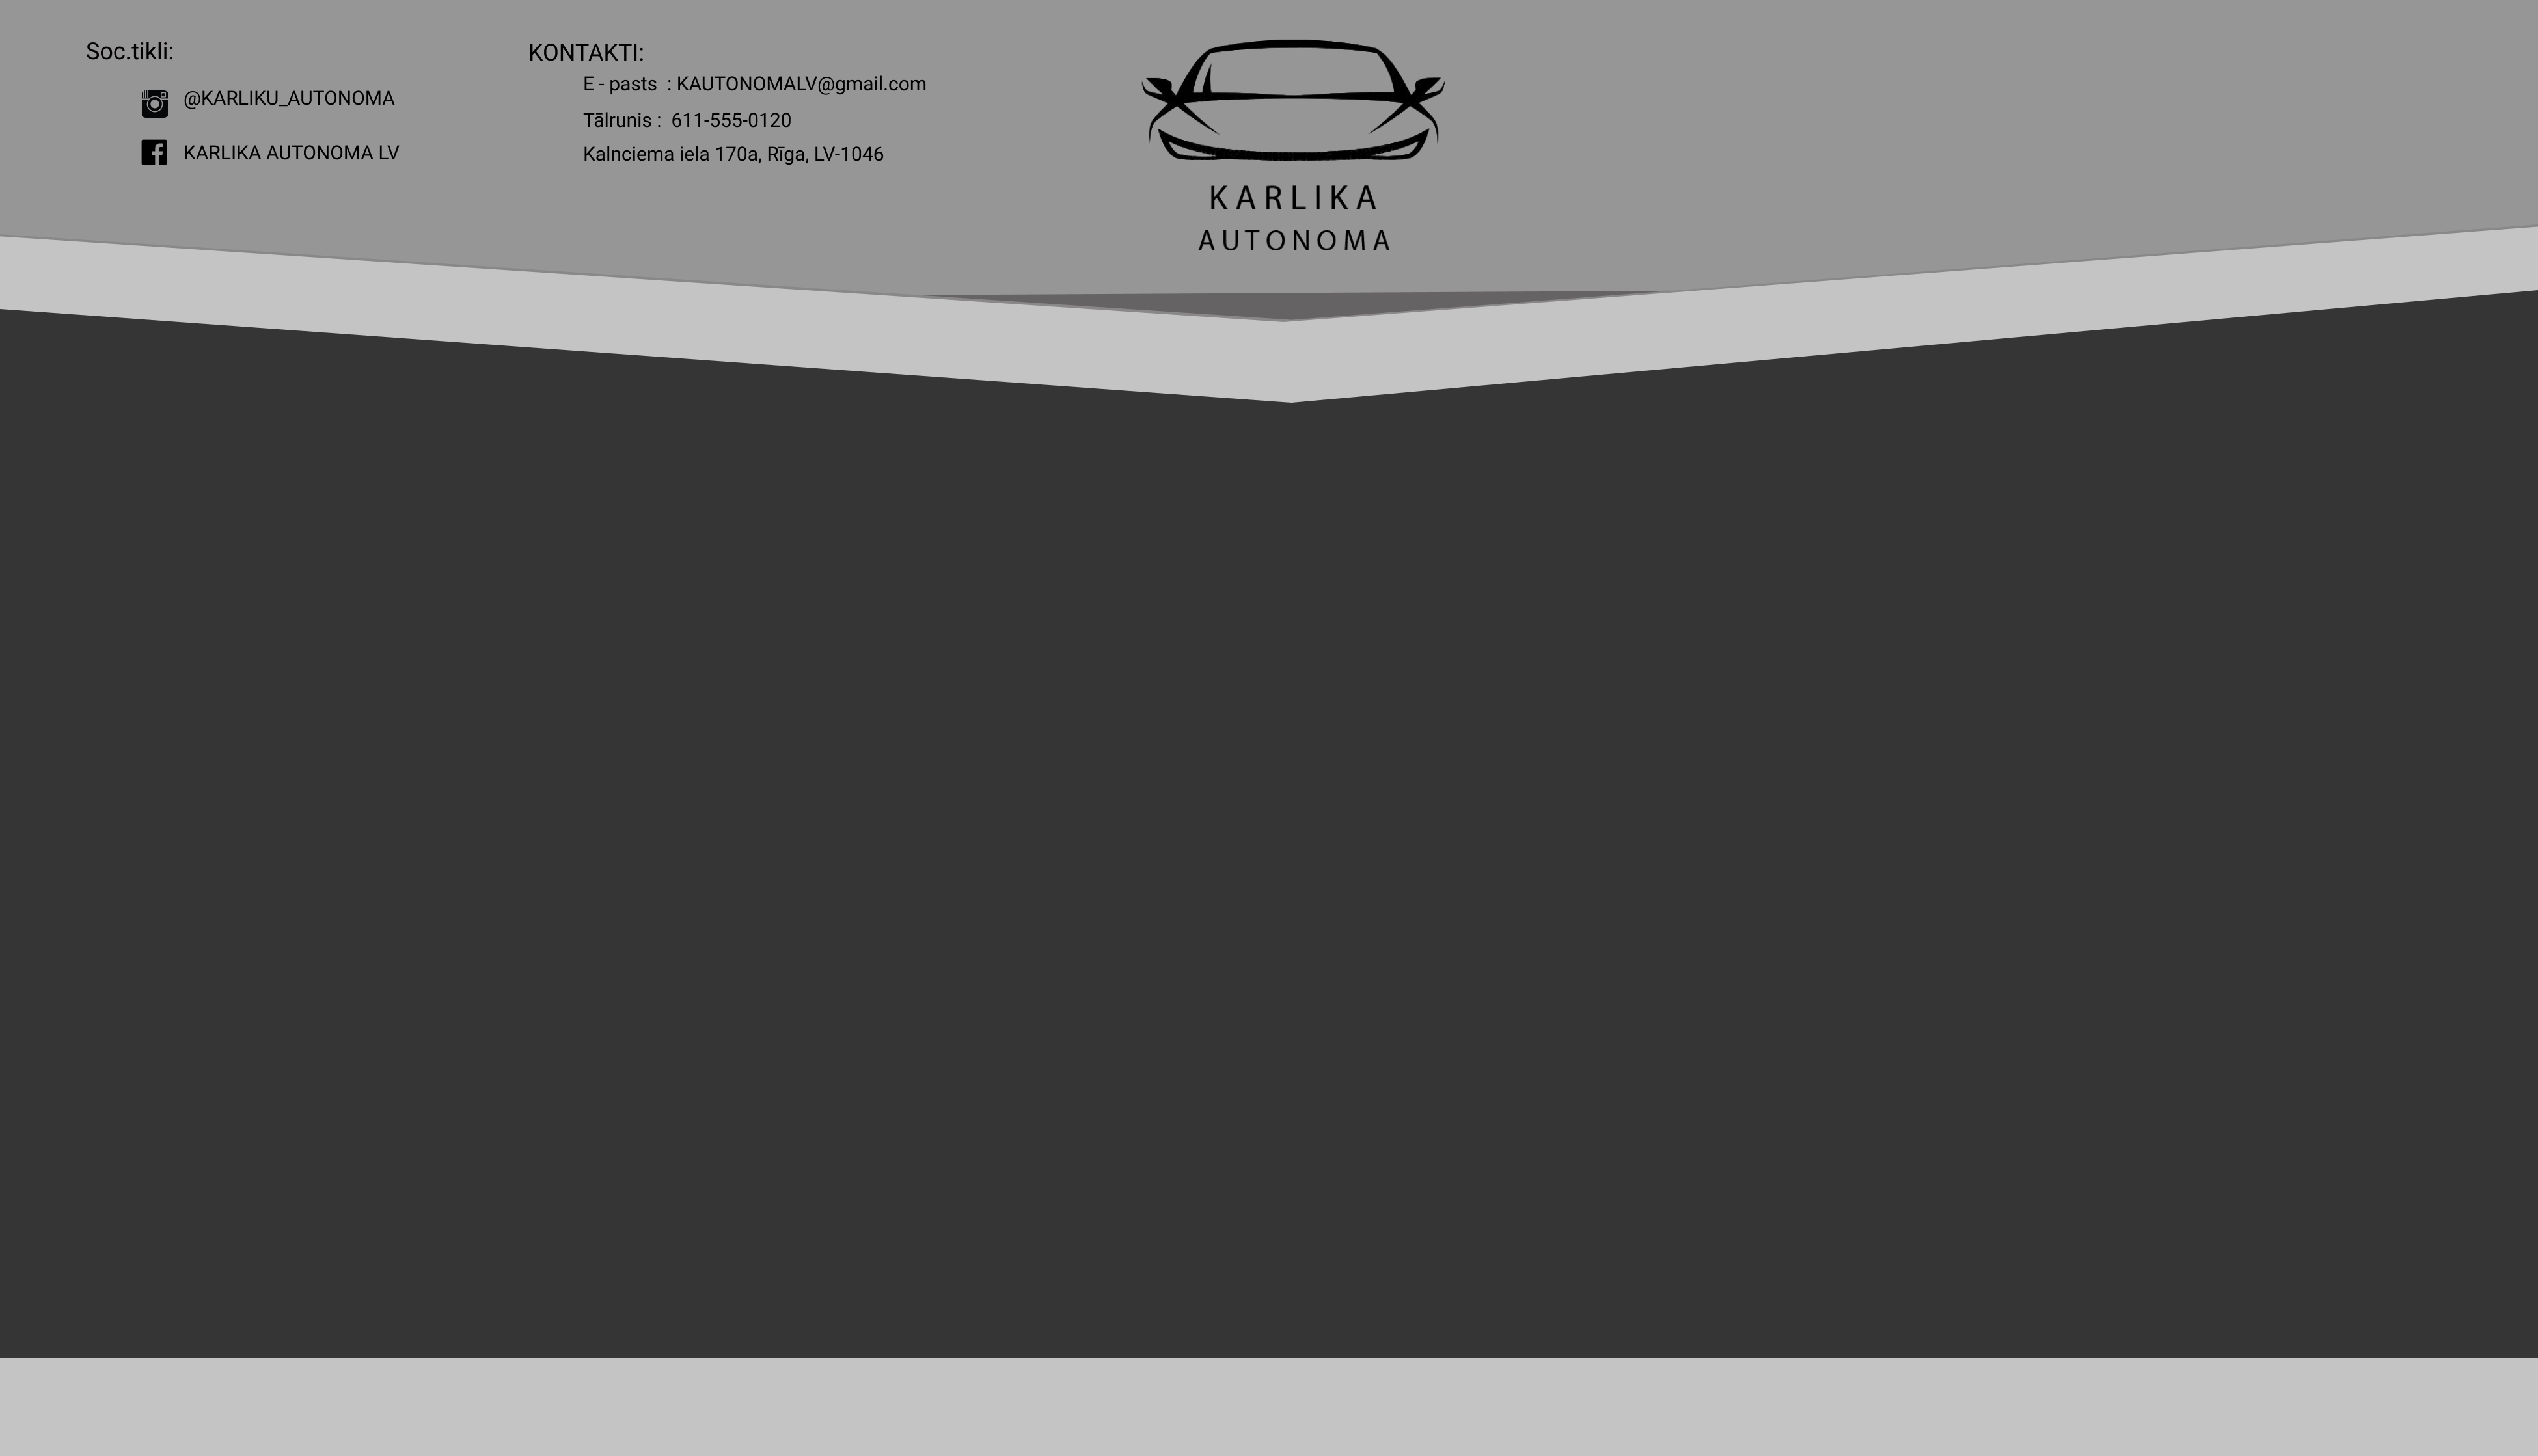 Soc.tikli:
@KARLIKU_AUTONOMA
KARLIKA AUTONOMA LV
KONTAKTI:
E - pasts  : KAUTONOMALV@gmail.com
Tālrunis :  611-555-0120
Kalnciema iela 170a, Rīga, LV-1046
KARLIKA
AUTONOMA